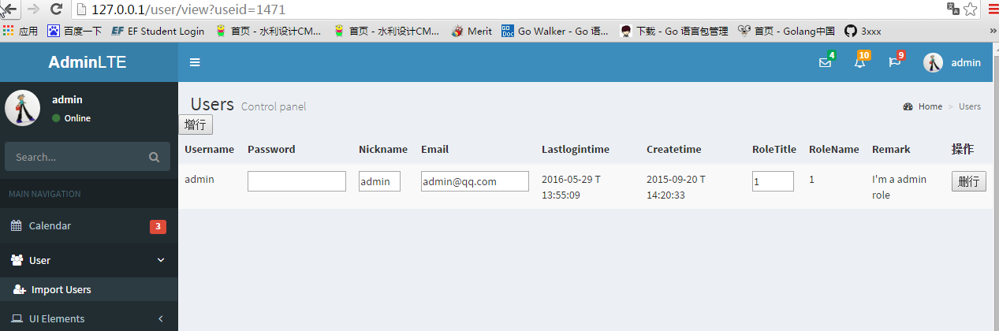 127.0.0.1/user/view?useid=1471
应用 百度一下 EF EF Student Login 首页 - 水利设计CM... 首页 - 水利设计CM... Merit GO DOC Go Walker - Go 语... 下载 - Go 语言包管理 首页 - Golang中国 3xxx »
AdminLTE 4 10 9 admin
admin
Online
Users Control panel
Home > Users
增行
Search...
Username Password Nickname Email Lastlogintime Createtime RoleTitle RoleName Remark 操作
admin admin admin@qq.com 2016-05-29 T 2015-09-20 T 1 1 I'm a admin 删行
13:55:09 14:20:33 role
MAIN NAVIGATION
Calendar 3
User
Import Users
UI Elements